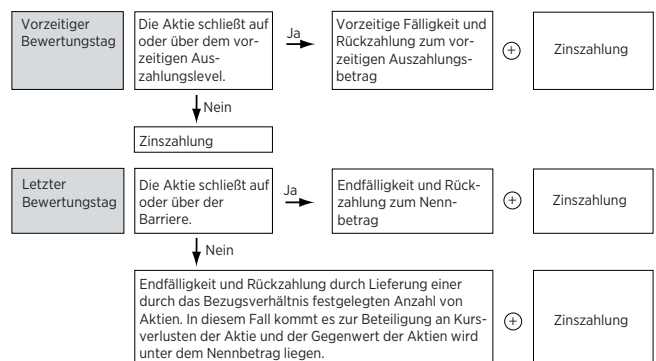 Vorzeitiger
Bewertungstag
Die Aktie schließt auf
oder über dem vor-
zeitigen Aus-
zahlungslevel.
Ja
Vorzeitige Fälligkeit und
Rückzahlung zum vor-
zeitigen Auszahlungs-
betrag
+
Zinszahlung
Nein
Zinszahlung
Letzter
Bewertungstag
Die Aktie schließt auf
oder über der
Barriere.
Ja
Endfälligkeit und Rück-
zahlung zum Nenn-
betrag
+
Zinszahlung
Nein
Endfälligkeit und Rückzahlung durch Lieferung einer
durch das Bezugsverhältnis festgelegten Anzahl von
Aktien. In diesem Fall kommt es zur Beteiligung an Kurs-
verlusten der Aktie und der Gegenwert der Aktien wird
unter dem Nennbetrag liegen.
+
Zinszahlung